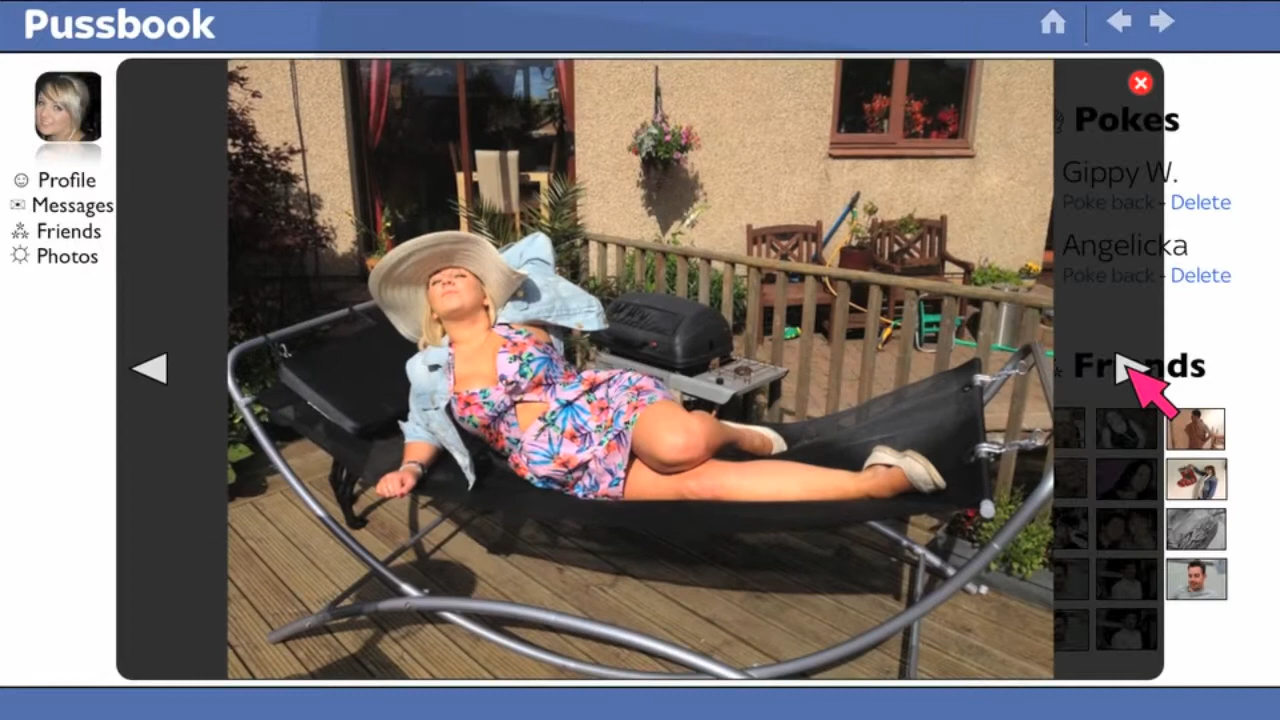 Pussbook
Profile
Messages
Friends
Photos
Pokes
Gippy W.
Poke back - Delete
Angelicka
Poke back - Delete
Friends